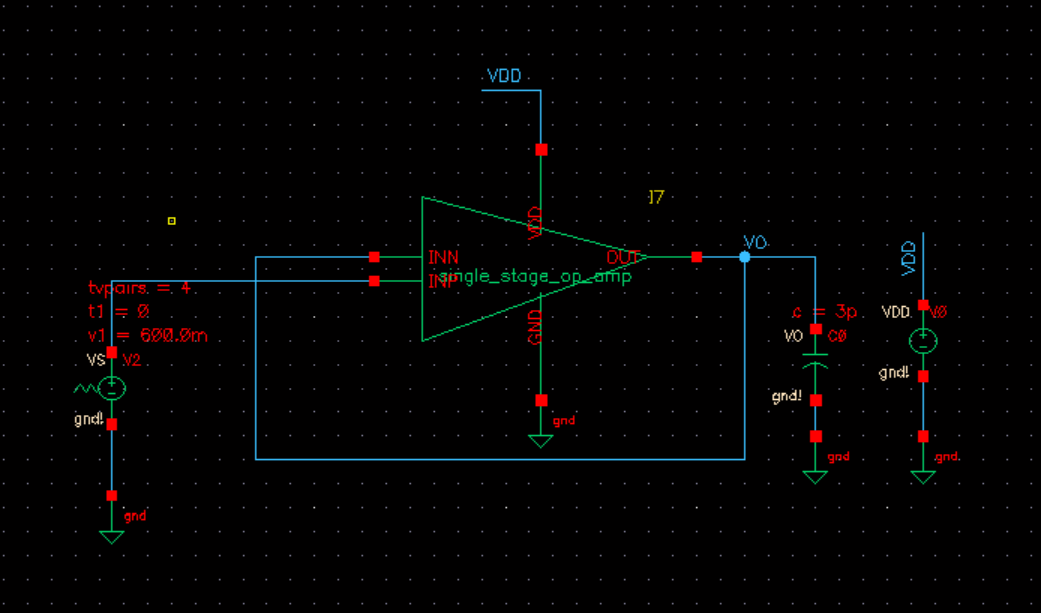 VDD
I7
VDD
INN
OUT
INP
single_stage_op_amp
GND
gnd
VO
tvpairs = 4
t1 = 0
v1 = 600.0m
VS
V2
gnd!
gnd
c = 3p
VO
C0
gnd!
gnd
VDD
VDD
V0
gnd!
gnd